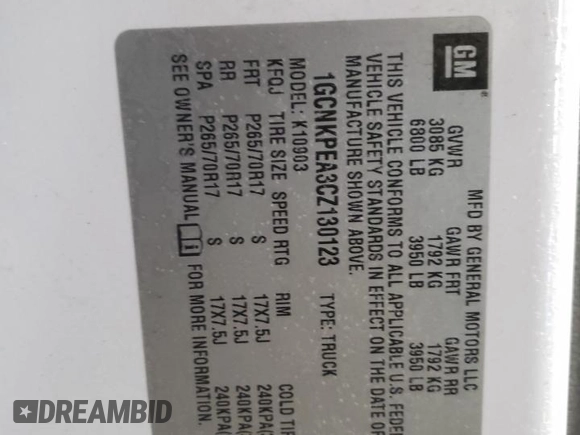 GM
MFD BY GENERAL MOTORS LLC
GVWR GAWR FRT GAWR RR
3085 KG 1792 KG 1792 KG
6800 LB 3950 LB 3950 LB
THIS VEHICLE CONFORMS TO ALL APPLICABLE U.S. FEDE
VEHICLE SAFETY STANDARDS IN EFFECT ON THE DATE OF
MANUFACTURE SHOWN ABOVE.
1GCNKPEA3CZ130123 TYPE: TRUCK
MODEL: K10903
KFQJ TIRE SIZE SPEED RTG RIM COLD TIR
FRT P265/70R17 S 17X7.5J 240KPA(
RR P265/70R17 S 17X7.5J 240KPA(
SPA P265/70R17 S 17X7.5J 240KPA(
SEE OWNER'S MANUAL i FOR MORE INFORMATION.
DREAMBID